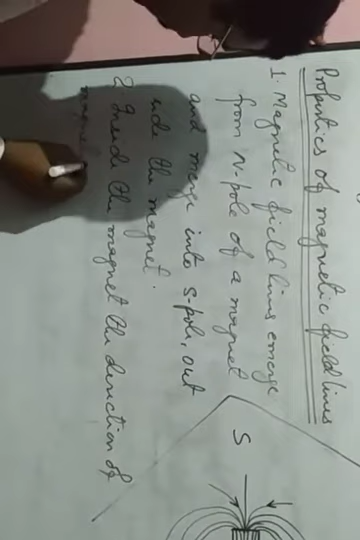 Properties of magnetic field lines
1. Magnetic field lines emerge
from N-pole of a magnet
and merge into S-pole, out
side the magnet.
2 Inside the magnet the direction of
S